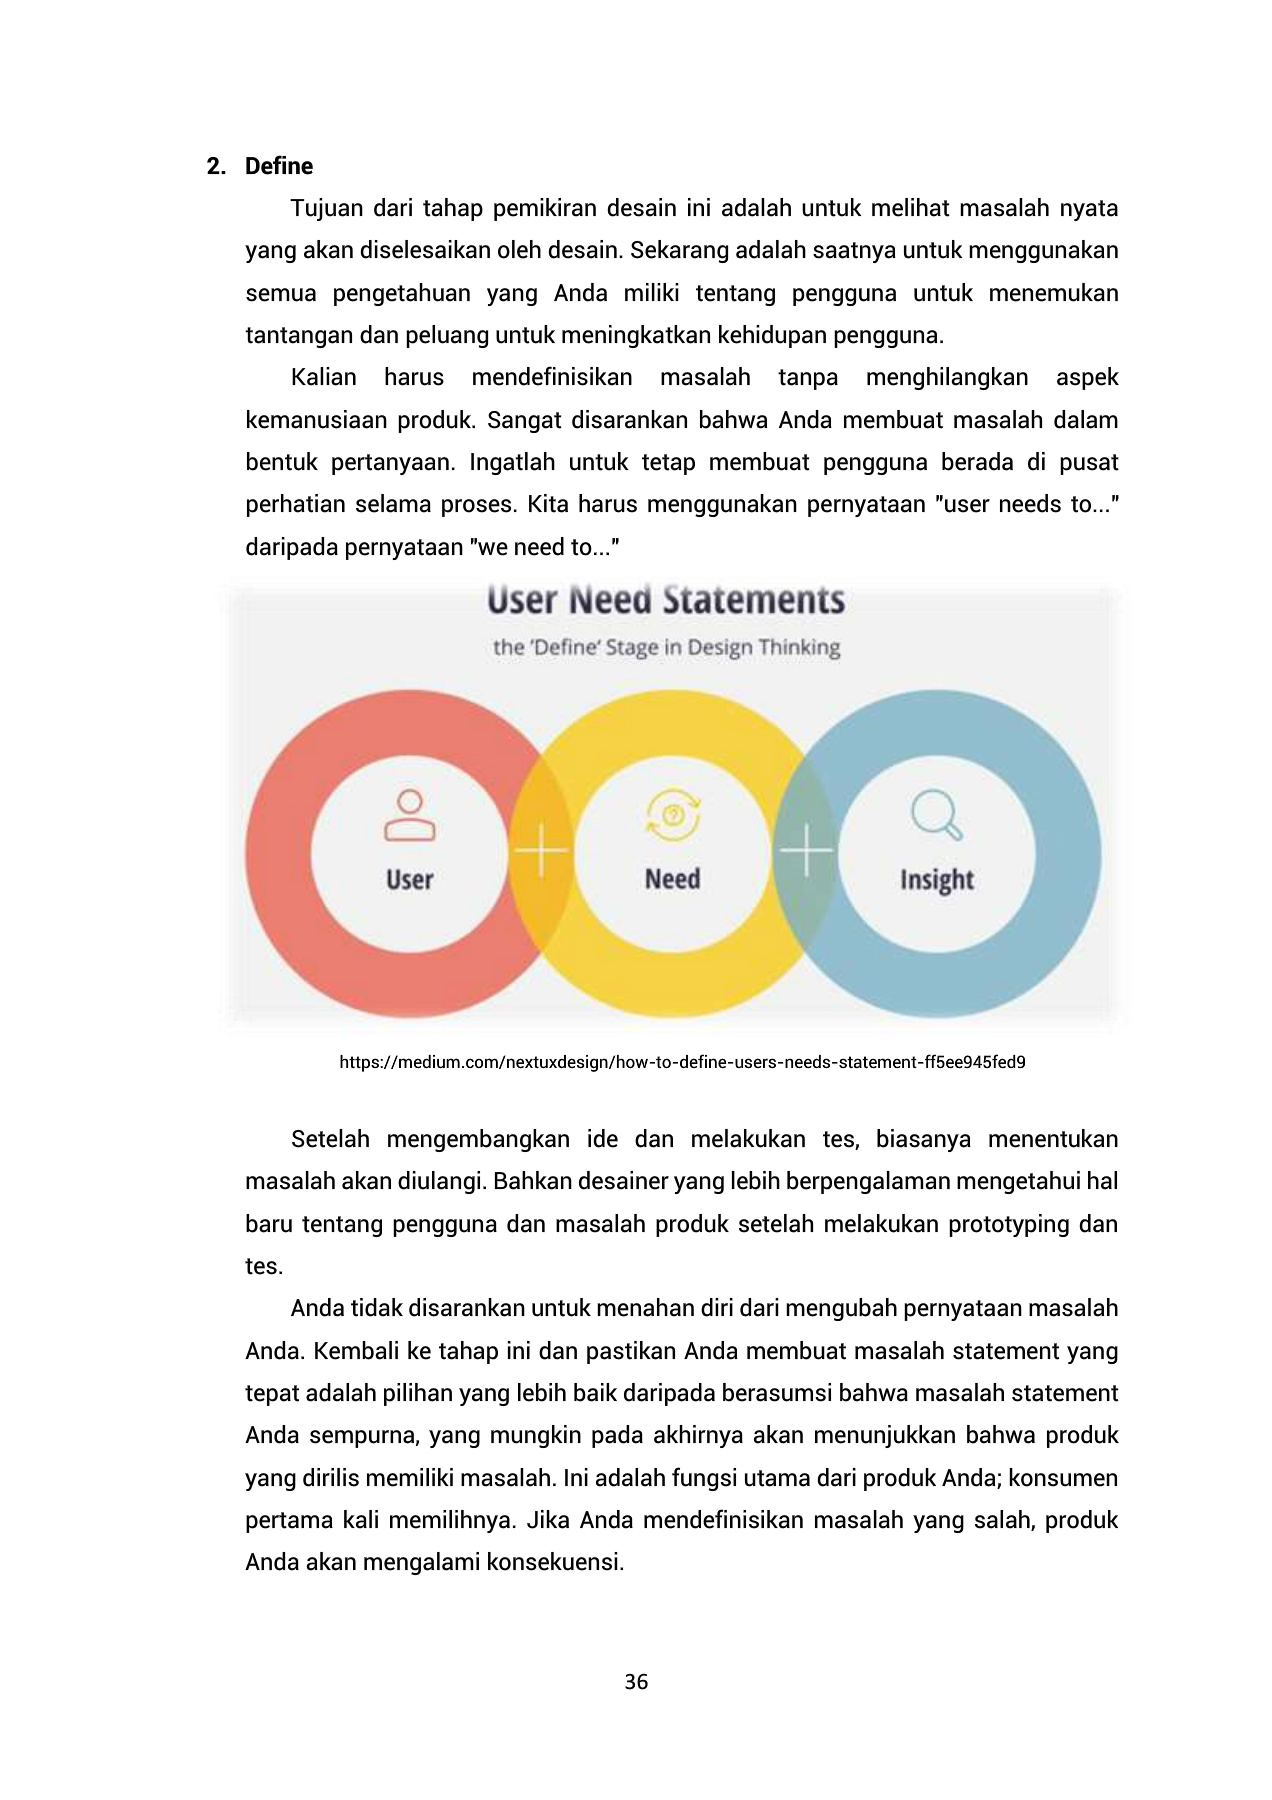 2. Define
Tujuan dari tahap pemikiran desain ini adalah untuk melihat masalah nyata
yang akan diselesaikan oleh desain. Sekarang adalah saatnya untuk menggunakan
semua pengetahuan yang Anda miliki tentang pengguna untuk menemukan
tantangan dan peluang untuk meningkatkan kehidupan pengguna.
Kalian harus mendefinisikan masalah tanpa menghilangkan aspek
kemanusiaan produk. Sangat disarankan bahwa Anda membuat masalah dalam
bentuk pertanyaan. Ingatlah untuk tetap membuat pengguna berada di pusat
perhatian selama proses. Kita harus menggunakan pernyataan "user needs to..."
daripada pernyataan "we need to..."
User Need Statements
the 'Define' Stage in Design Thinking
User
Need
Insight
https://medium.com/nextuxdesign/how-to-define-users-needs-statement-ff5ee945fed9
Setelah mengembangkan ide dan melakukan tes, biasanya menentukan
masalah akan diulangi. Bahkan desainer yang lebih berpengalaman mengetahui hal
baru tentang pengguna dan masalah produk setelah melakukan prototyping dan
tes.
Anda tidak disarankan untuk menahan diri dari mengubah pernyataan masalah
Anda. Kembali ke tahap ini dan pastikan Anda membuat masalah statement yang
tepat adalah pilihan yang lebih baik daripada berasumsi bahwa masalah statement
Anda sempurna, yang mungkin pada akhirnya akan menunjukkan bahwa produk
yang dirilis memiliki masalah. Ini adalah fungsi utama dari produk Anda; konsumen
pertama kali memilihnya. Jika Anda mendefinisikan masalah yang salah, produk
Anda akan mengalami konsekuensi.
36